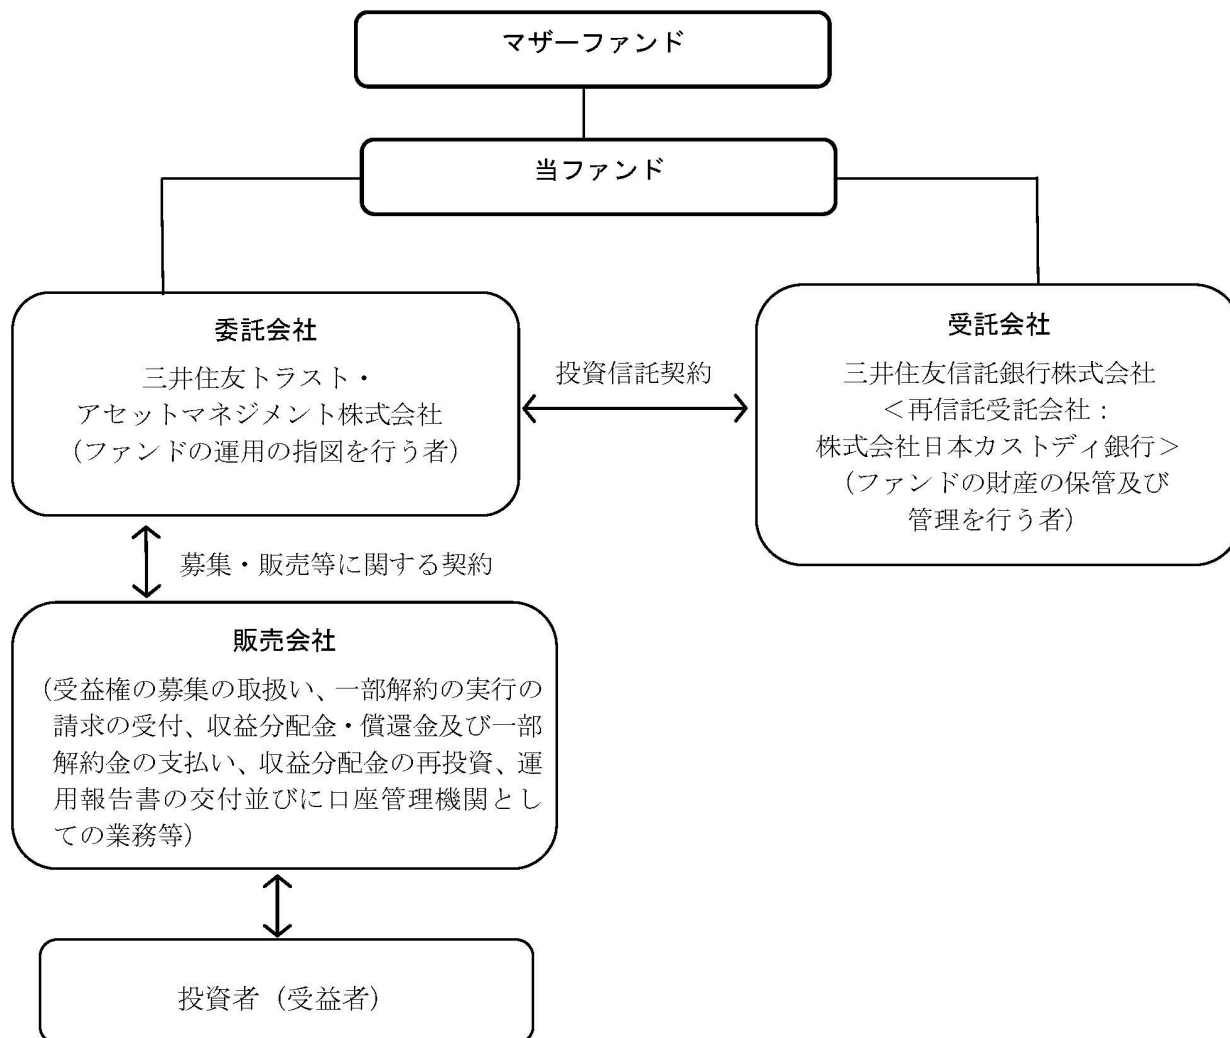 マザーファンド
当ファンド
委託会社
三井住友トラスト・
アセットマネジメント株式会社
（ファンドの運用の指図を行う者）
投資信託契約
受託会社
三井住友信託銀行株式会社
＜再信託受託会社：
株式会社日本カストディ銀行＞
（ファンドの財産の保管及び
管理を行う者）
募集・販売等に関する契約
販売会社
（受益権の募集の取扱い、一部解約の実行の
請求の受付、収益分配金・償還金及び一部
解約金の支払い、収益分配金の再投資、運
用報告書の交付並びに口座管理機関とし
ての業務等）
投資者（受益者）